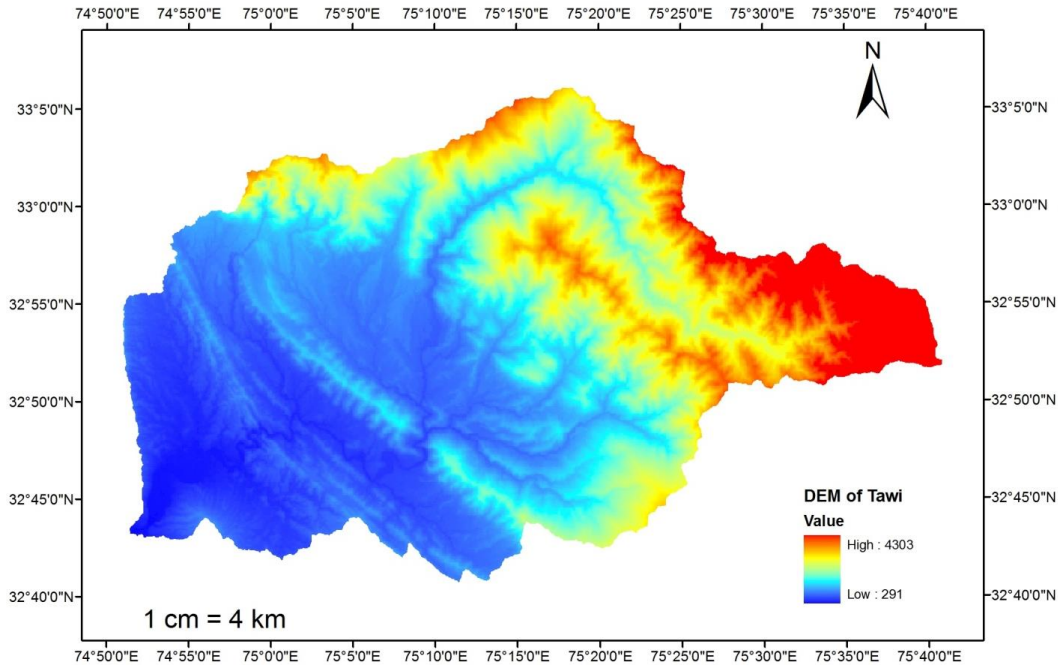 74°50'0"E 74°55'0"E 75°0'0"E 75°5'0"E 75°10'0"E 75°15'0"E 75°20'0"E 75°25'0"E 75°30'0"E 75°35'0"E 75°40'0"E
N
33°5'0"N 33°5'0"N
33°0'0"N 33°0'0"N
32°55'0"N 32°55'0"N
32°50'0"N 32°50'0"N
32°45'0"N 32°45'0"N
DEM of Tawi
Value
High : 4303
Low : 291
32°40'0"N 32°40'0"N
1 cm = 4 km
74°50'0"E 74°55'0"E 75°0'0"E 75°5'0"E 75°10'0"E 75°15'0"E 75°20'0"E 75°25'0"E 75°30'0"E 75°35'0"E 75°40'0"E